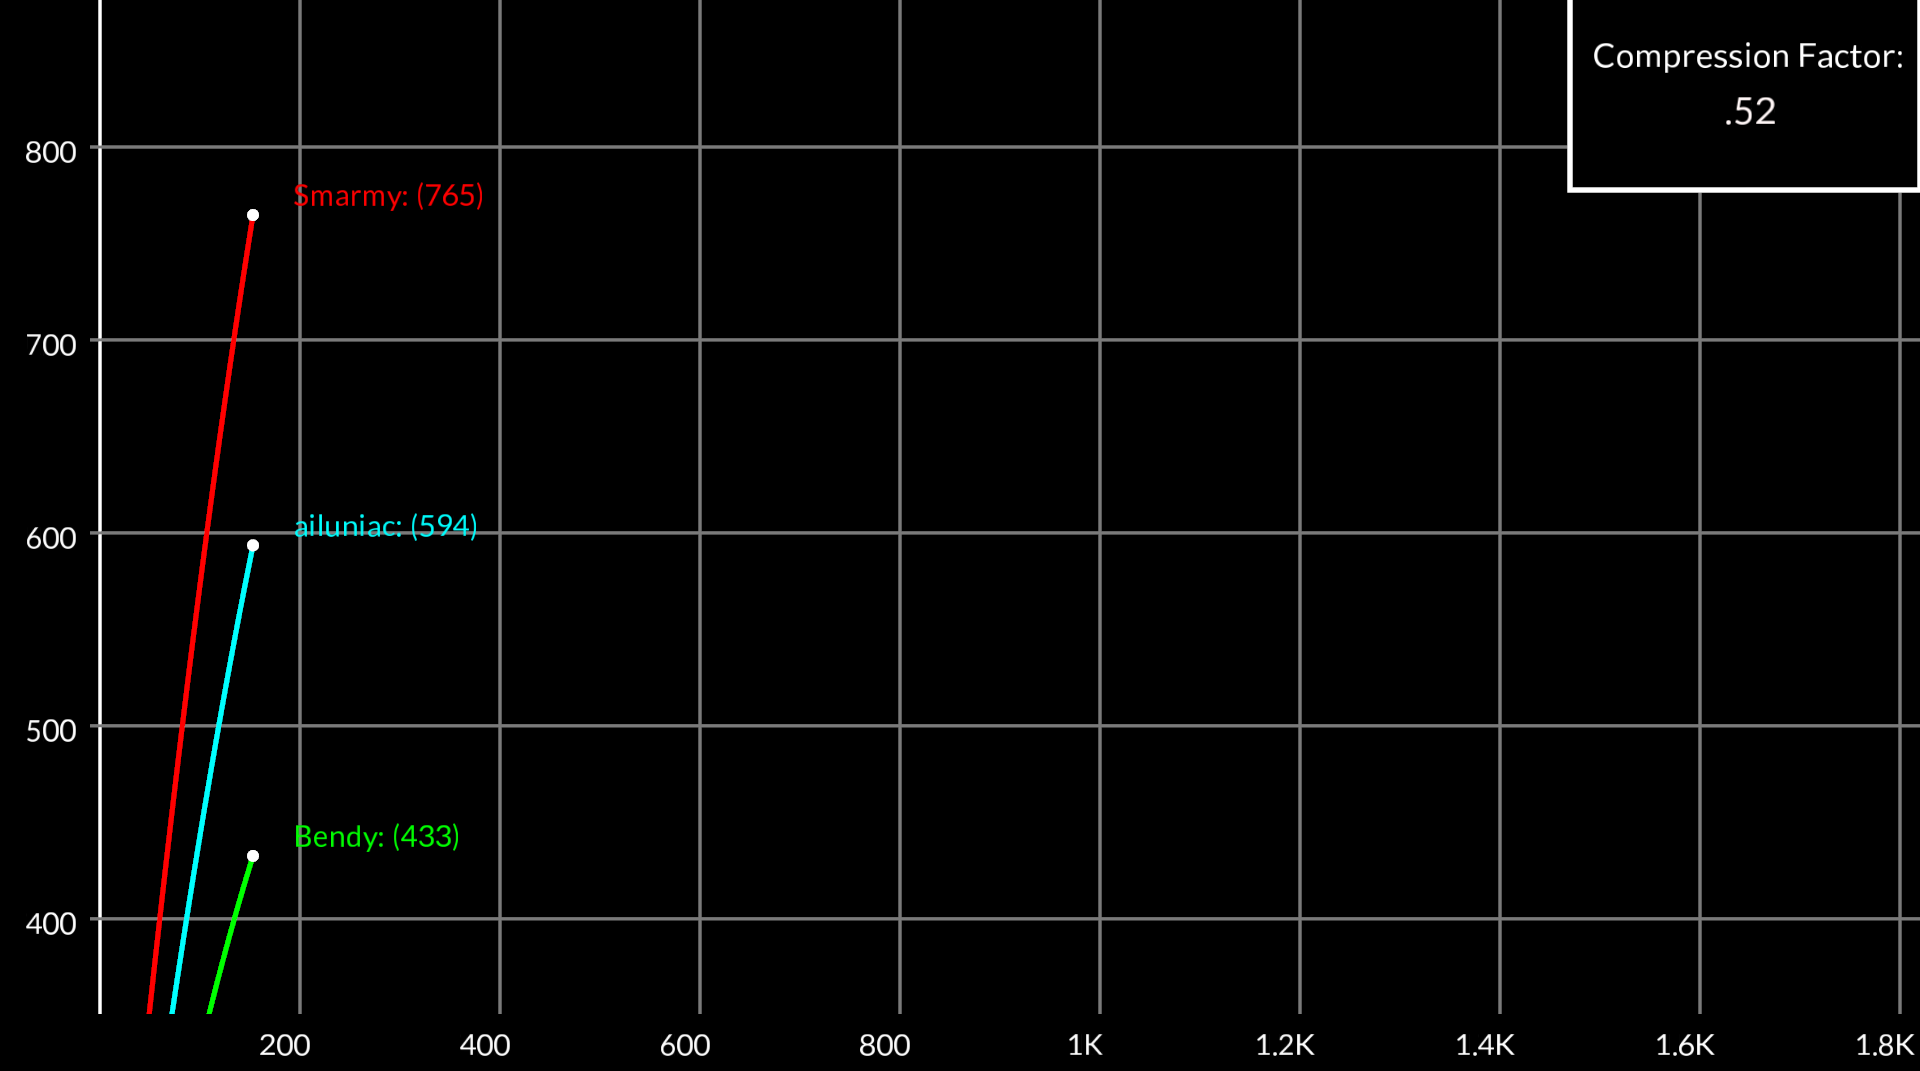 Compression Factor:
.52
800
Smarmy: (765)
700
ailuniac: (594)
600
500
Bendy: (433)
400
200 400 600 800 1K 1.2K 1.4K 1.6K 1.8K